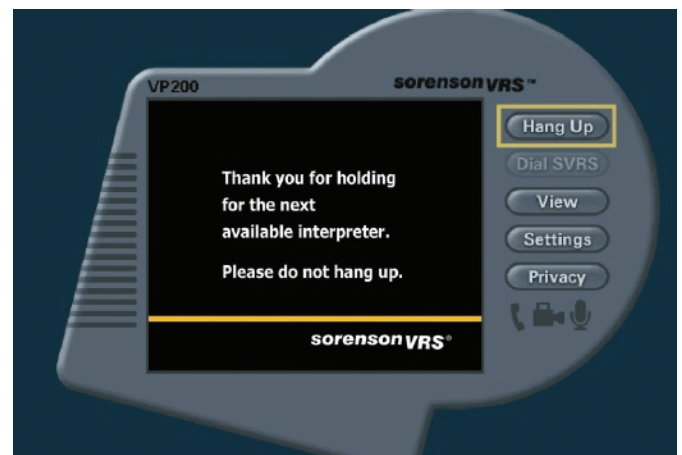 VP200
sorenson VRS™
Thank you for holding
for the next
available interpreter.
Please do not hang up.
sorenson VRS®
Hang Up
Dial SVRS
View
Settings
Privacy